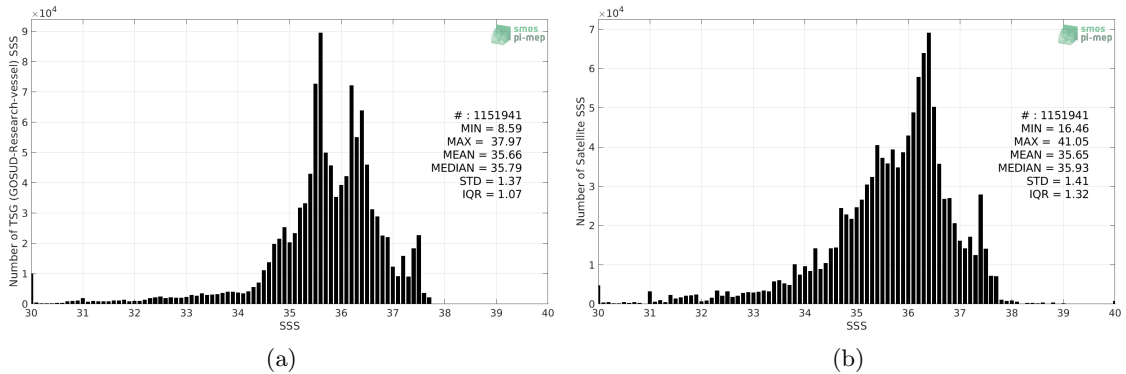 ×10⁴
9
8
7
6
5
4
3
2
1
0
Number of TSG (GOSUD-Research-vessel) SSS
30 31 32 33 34 35 36 37 38 39 40
SSS
smos
pi-mep
# : 1151941
MIN = 8.59
MAX = 37.97
MEAN = 35.66
MEDIAN = 35.79
STD = 1.37
IQR = 1.07
(a)
×10⁴
7
6
5
4
3
2
1
0
Number of Satellite SSS
30 31 32 33 34 35 36 37 38 39 40
SSS
smos
pi-mep
# : 1151941
MIN = 16.46
MAX = 41.05
MEAN = 35.65
MEDIAN = 35.93
STD = 1.41
IQR = 1.32
(b)